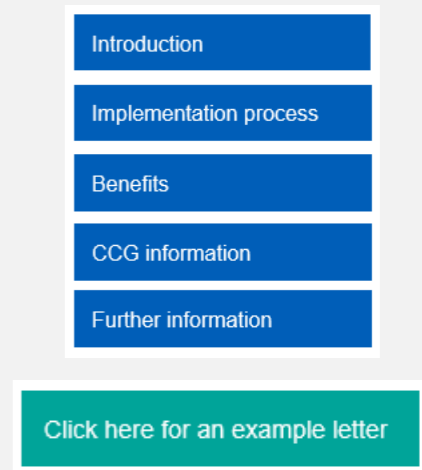 Introduction
Implementation process
Benefits
CCG information
Further information
Click here for an example letter